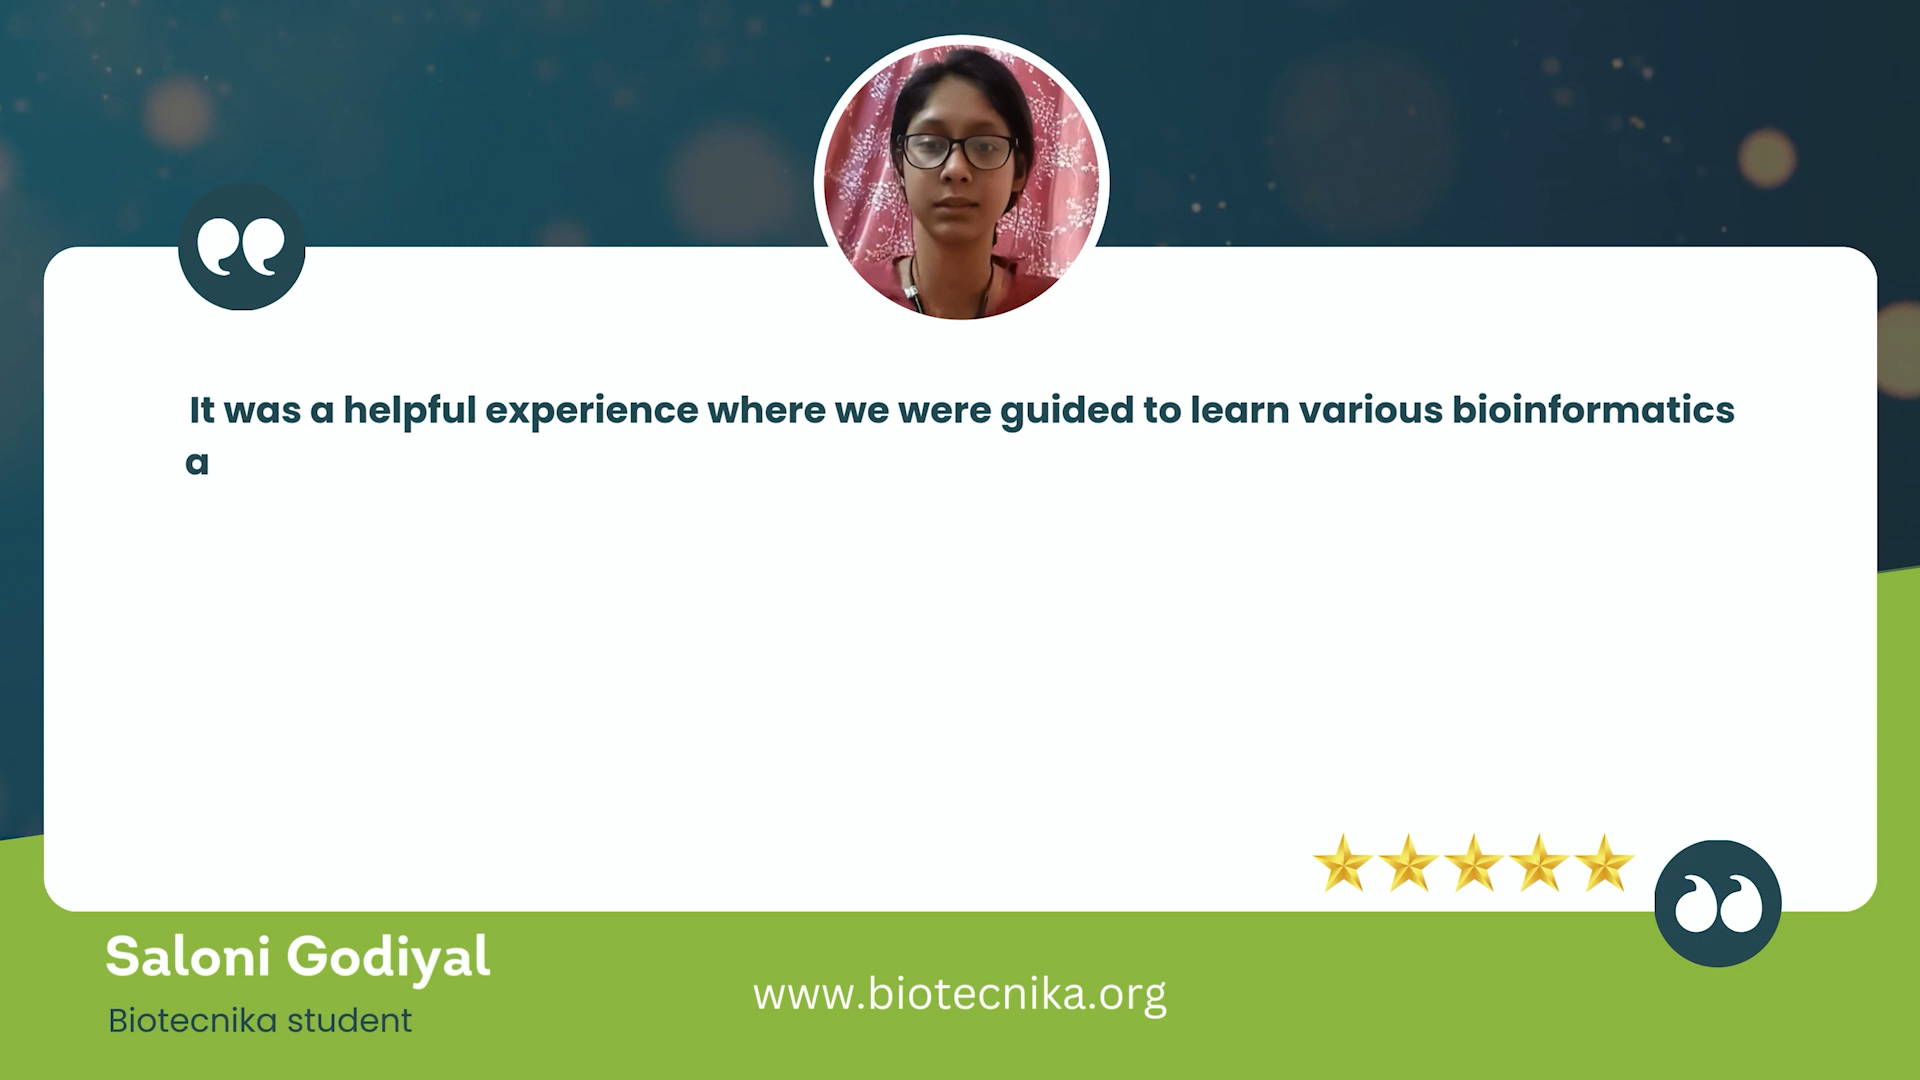 It was a helpful experience where we were guided to learn various bioinformatics
a
Saloni Godiyal
Biotecnika student
www.biotecnika.org